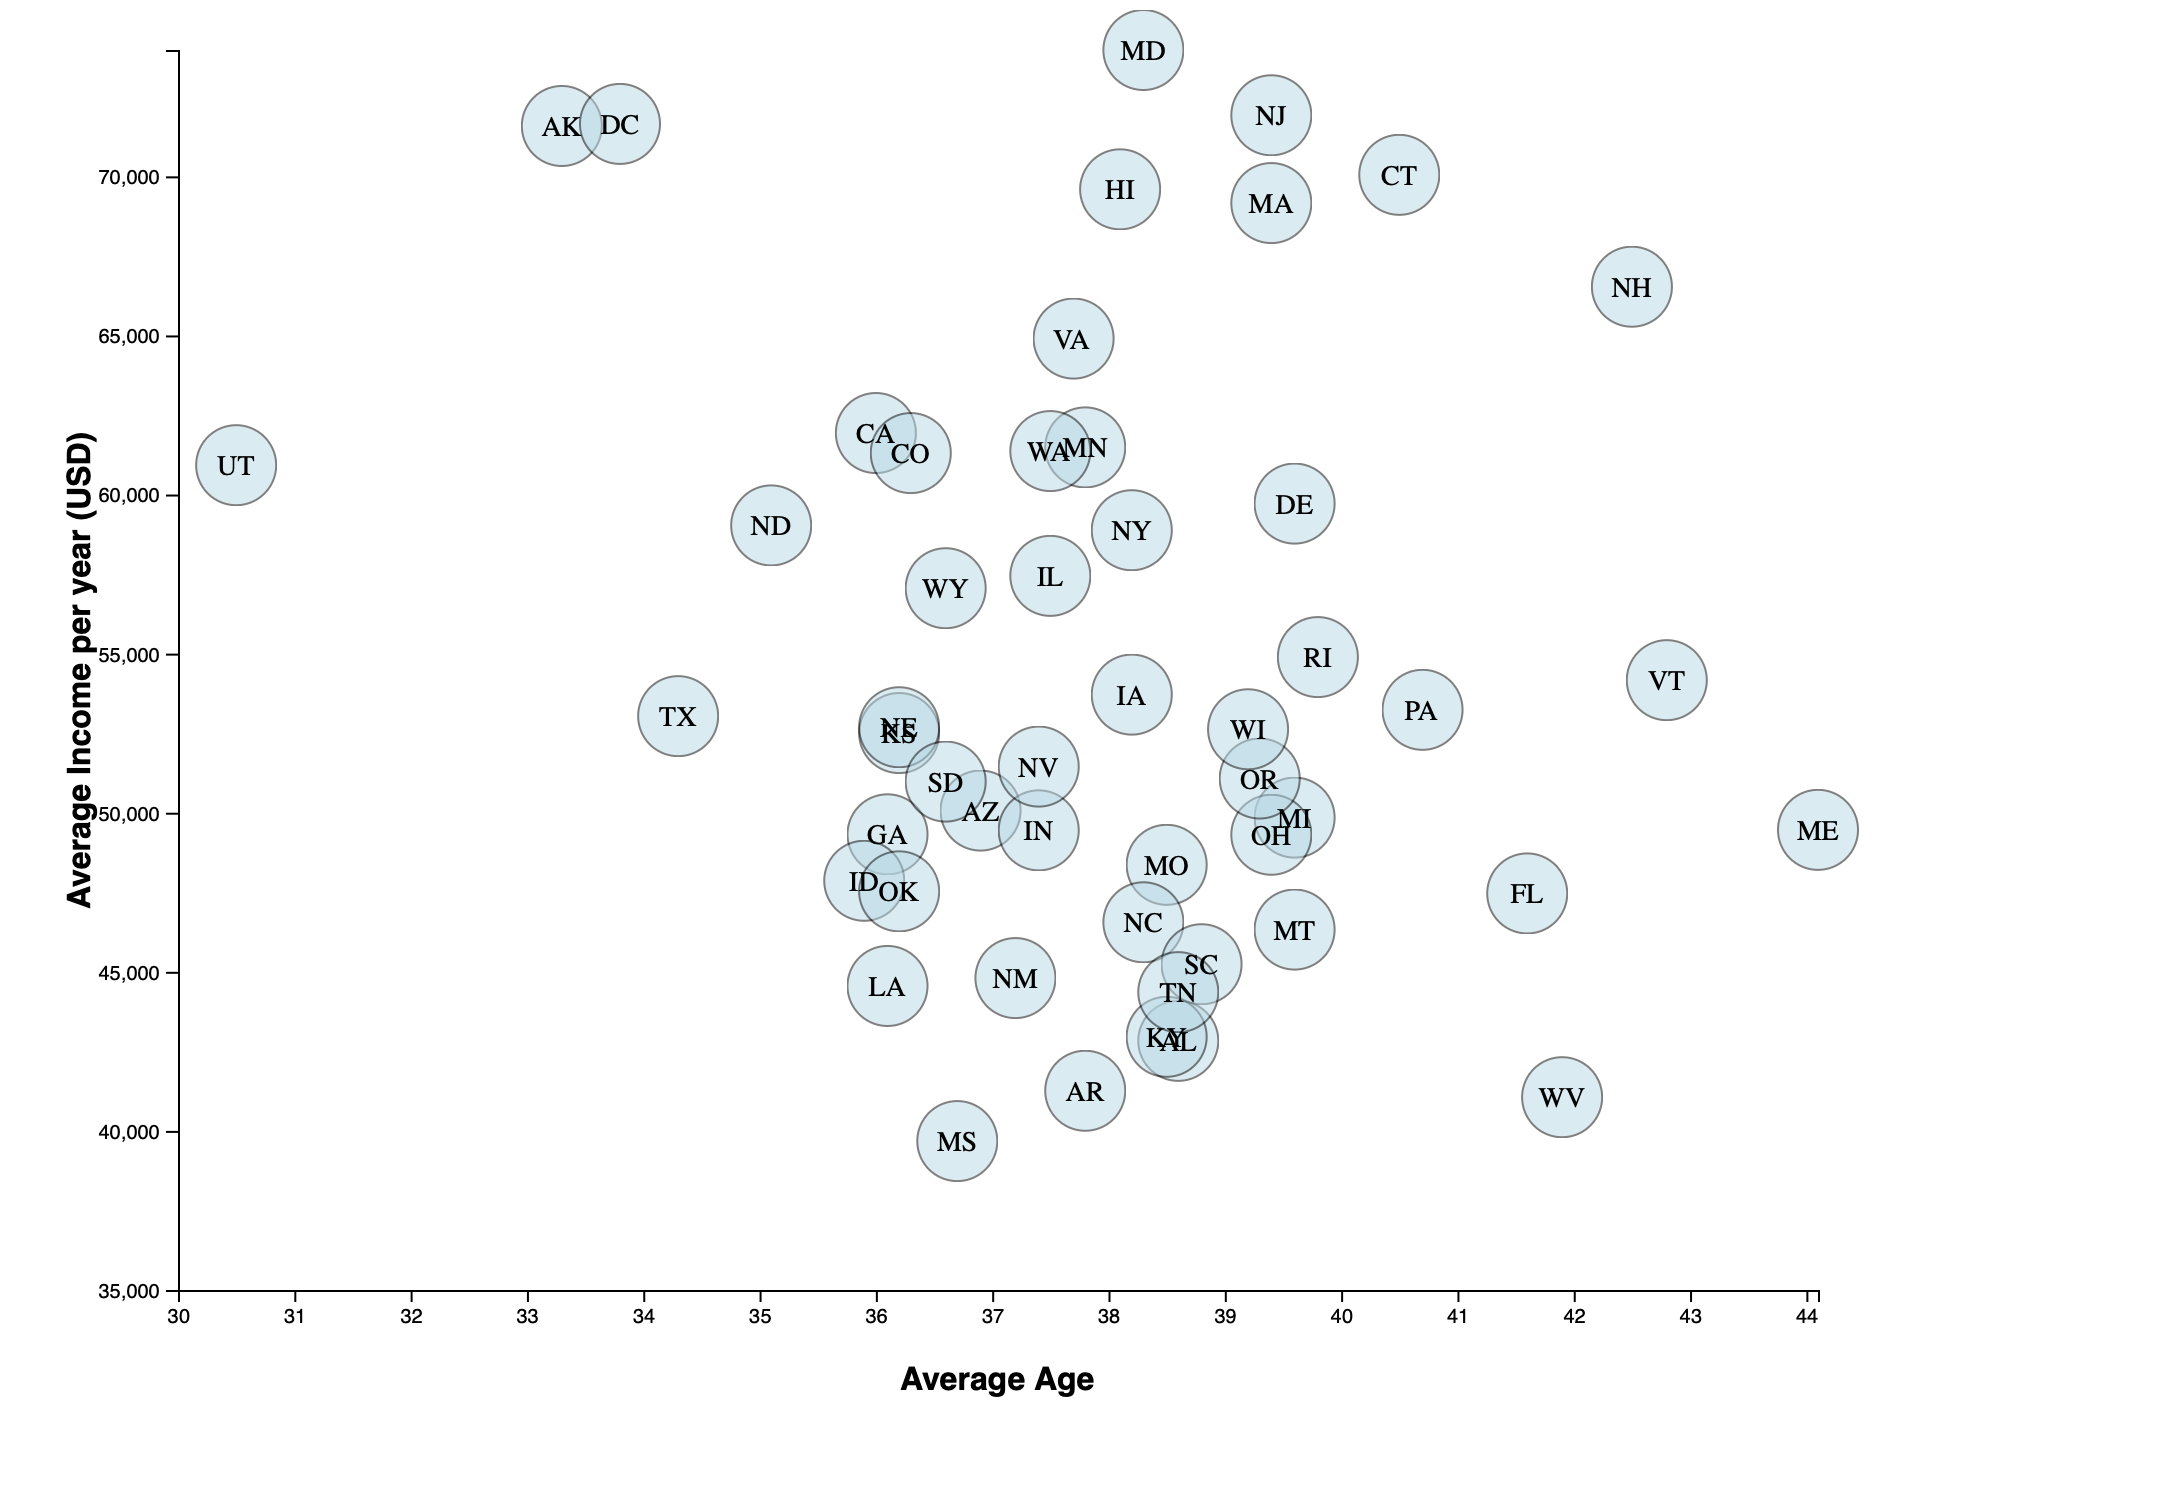 MD
NJ
AK
DC
70,000
HI
MA
CT
NH
65,000
VA
CA
CO
WA
MN
UT
60,000
DE
ND
NY
IL
WY
55,000
RI
VT
IA
PA
TX
NE
KS
WI
NV
OR
SD
AZ
50,000
MI
GA
IN
OH
ME
MO
ID
OK
FL
NC
MT
45,000
SC
LA
NM
TN
KY
AL
AR
WV
40,000
MS
35,000
Average Income per year (USD)
30 31 32 33 34 35 36 37 38 39 40 41 42 43 44
Average Age